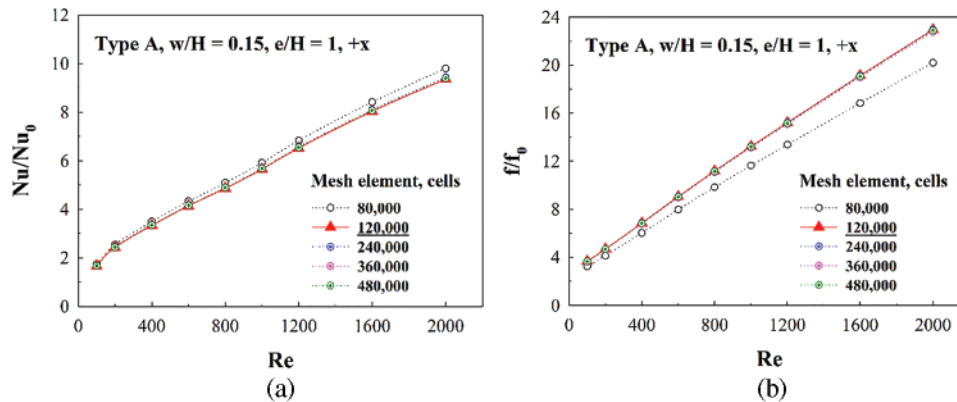 12
10
8
6
4
2
0
Nu/Nu0
Type A, w/H = 0.15, e/H = 1, +x
Mesh element, cells
80,000
120,000
240,000
360,000
480,000
0 400 800 1200 1600 2000
Re
(a)
24
20
16
12
8
4
0
f/f0
Type A, w/H = 0.15, e/H = 1, +x
Mesh element, cells
80,000
120,000
240,000
360,000
480,000
0 400 800 1200 1600 2000
Re
(b)